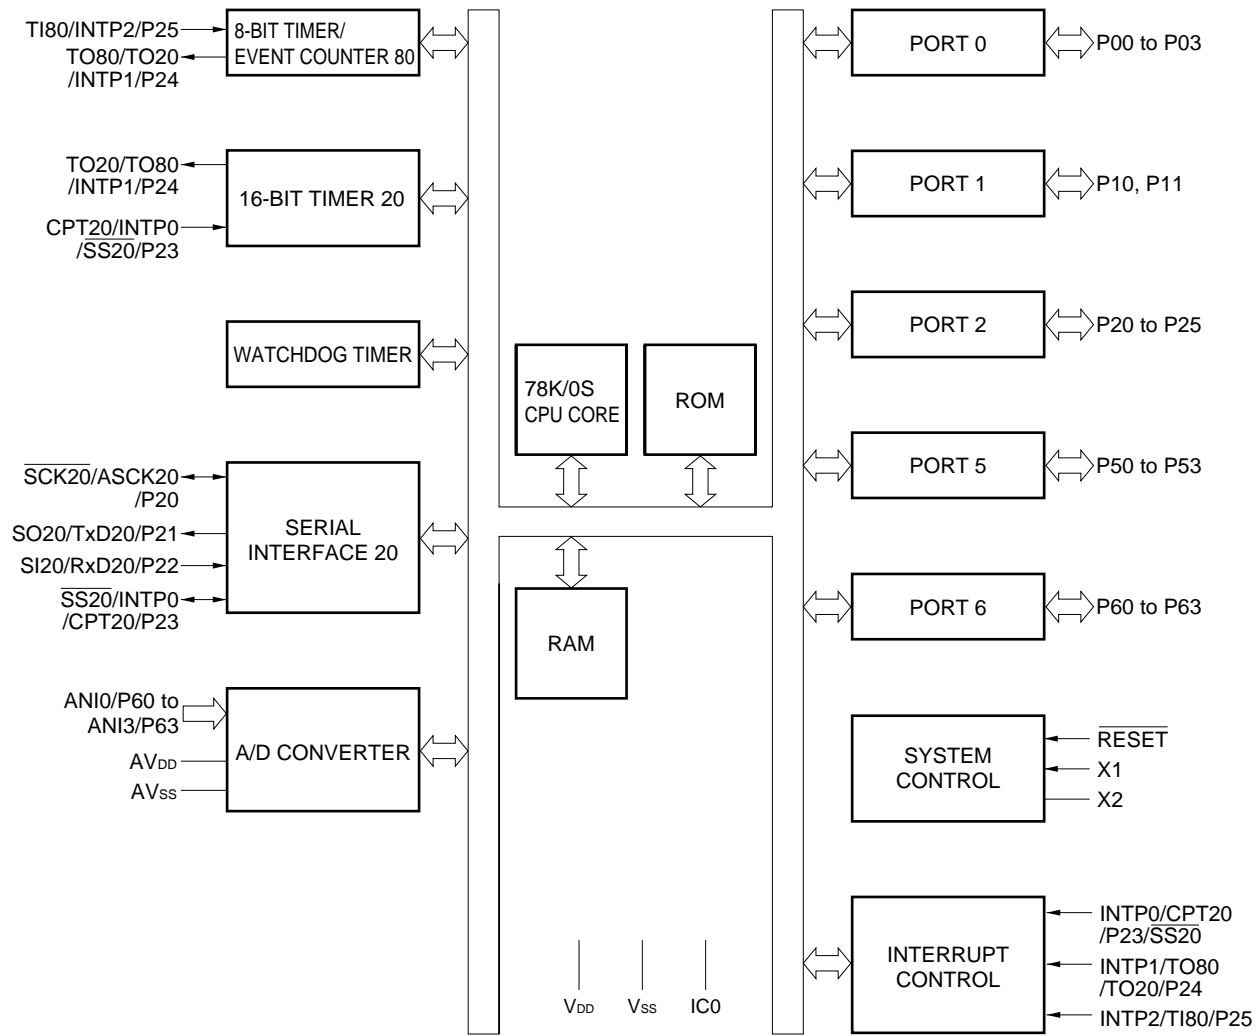 TI80/INTP2/P25
TO80/TO20
/INTP1/P24
8-BIT TIMER/
EVENT COUNTER 80
TO20/TO80
/INTP1/P24
CPT20/INTP0
/SS20/P23
16-BIT TIMER 20
WATCHDOG TIMER
SCK20/ASCK20
/P20
SO20/TxD20/P21
SI20/RxD20/P22
SS20/INTP0
/CPT20/P23
SERIAL
INTERFACE 20
ANI0/P60 to
ANI3/P63
AVDD
AVSS
A/D CONVERTER
78K/0S
CPU CORE
ROM
RAM
VDD
VSS
IC0
PORT 0
P00 to P03
PORT 1
P10, P11
PORT 2
P20 to P25
PORT 5
P50 to P53
PORT 6
P60 to P63
SYSTEM
CONTROL
RESET
X1
X2
INTERRUPT
CONTROL
INTP0/CPT20
/P23/SS20
INTP1/TO80
/TO20/P24
INTP2/TI80/P25